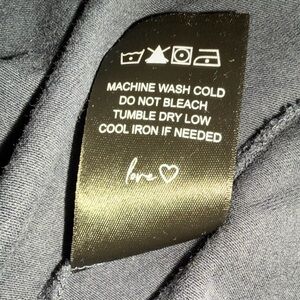 MACHINE WASH COLD
DO NOT BLEACH
TUMBLE DRY LOW
COOL IRON IF NEEDED
love